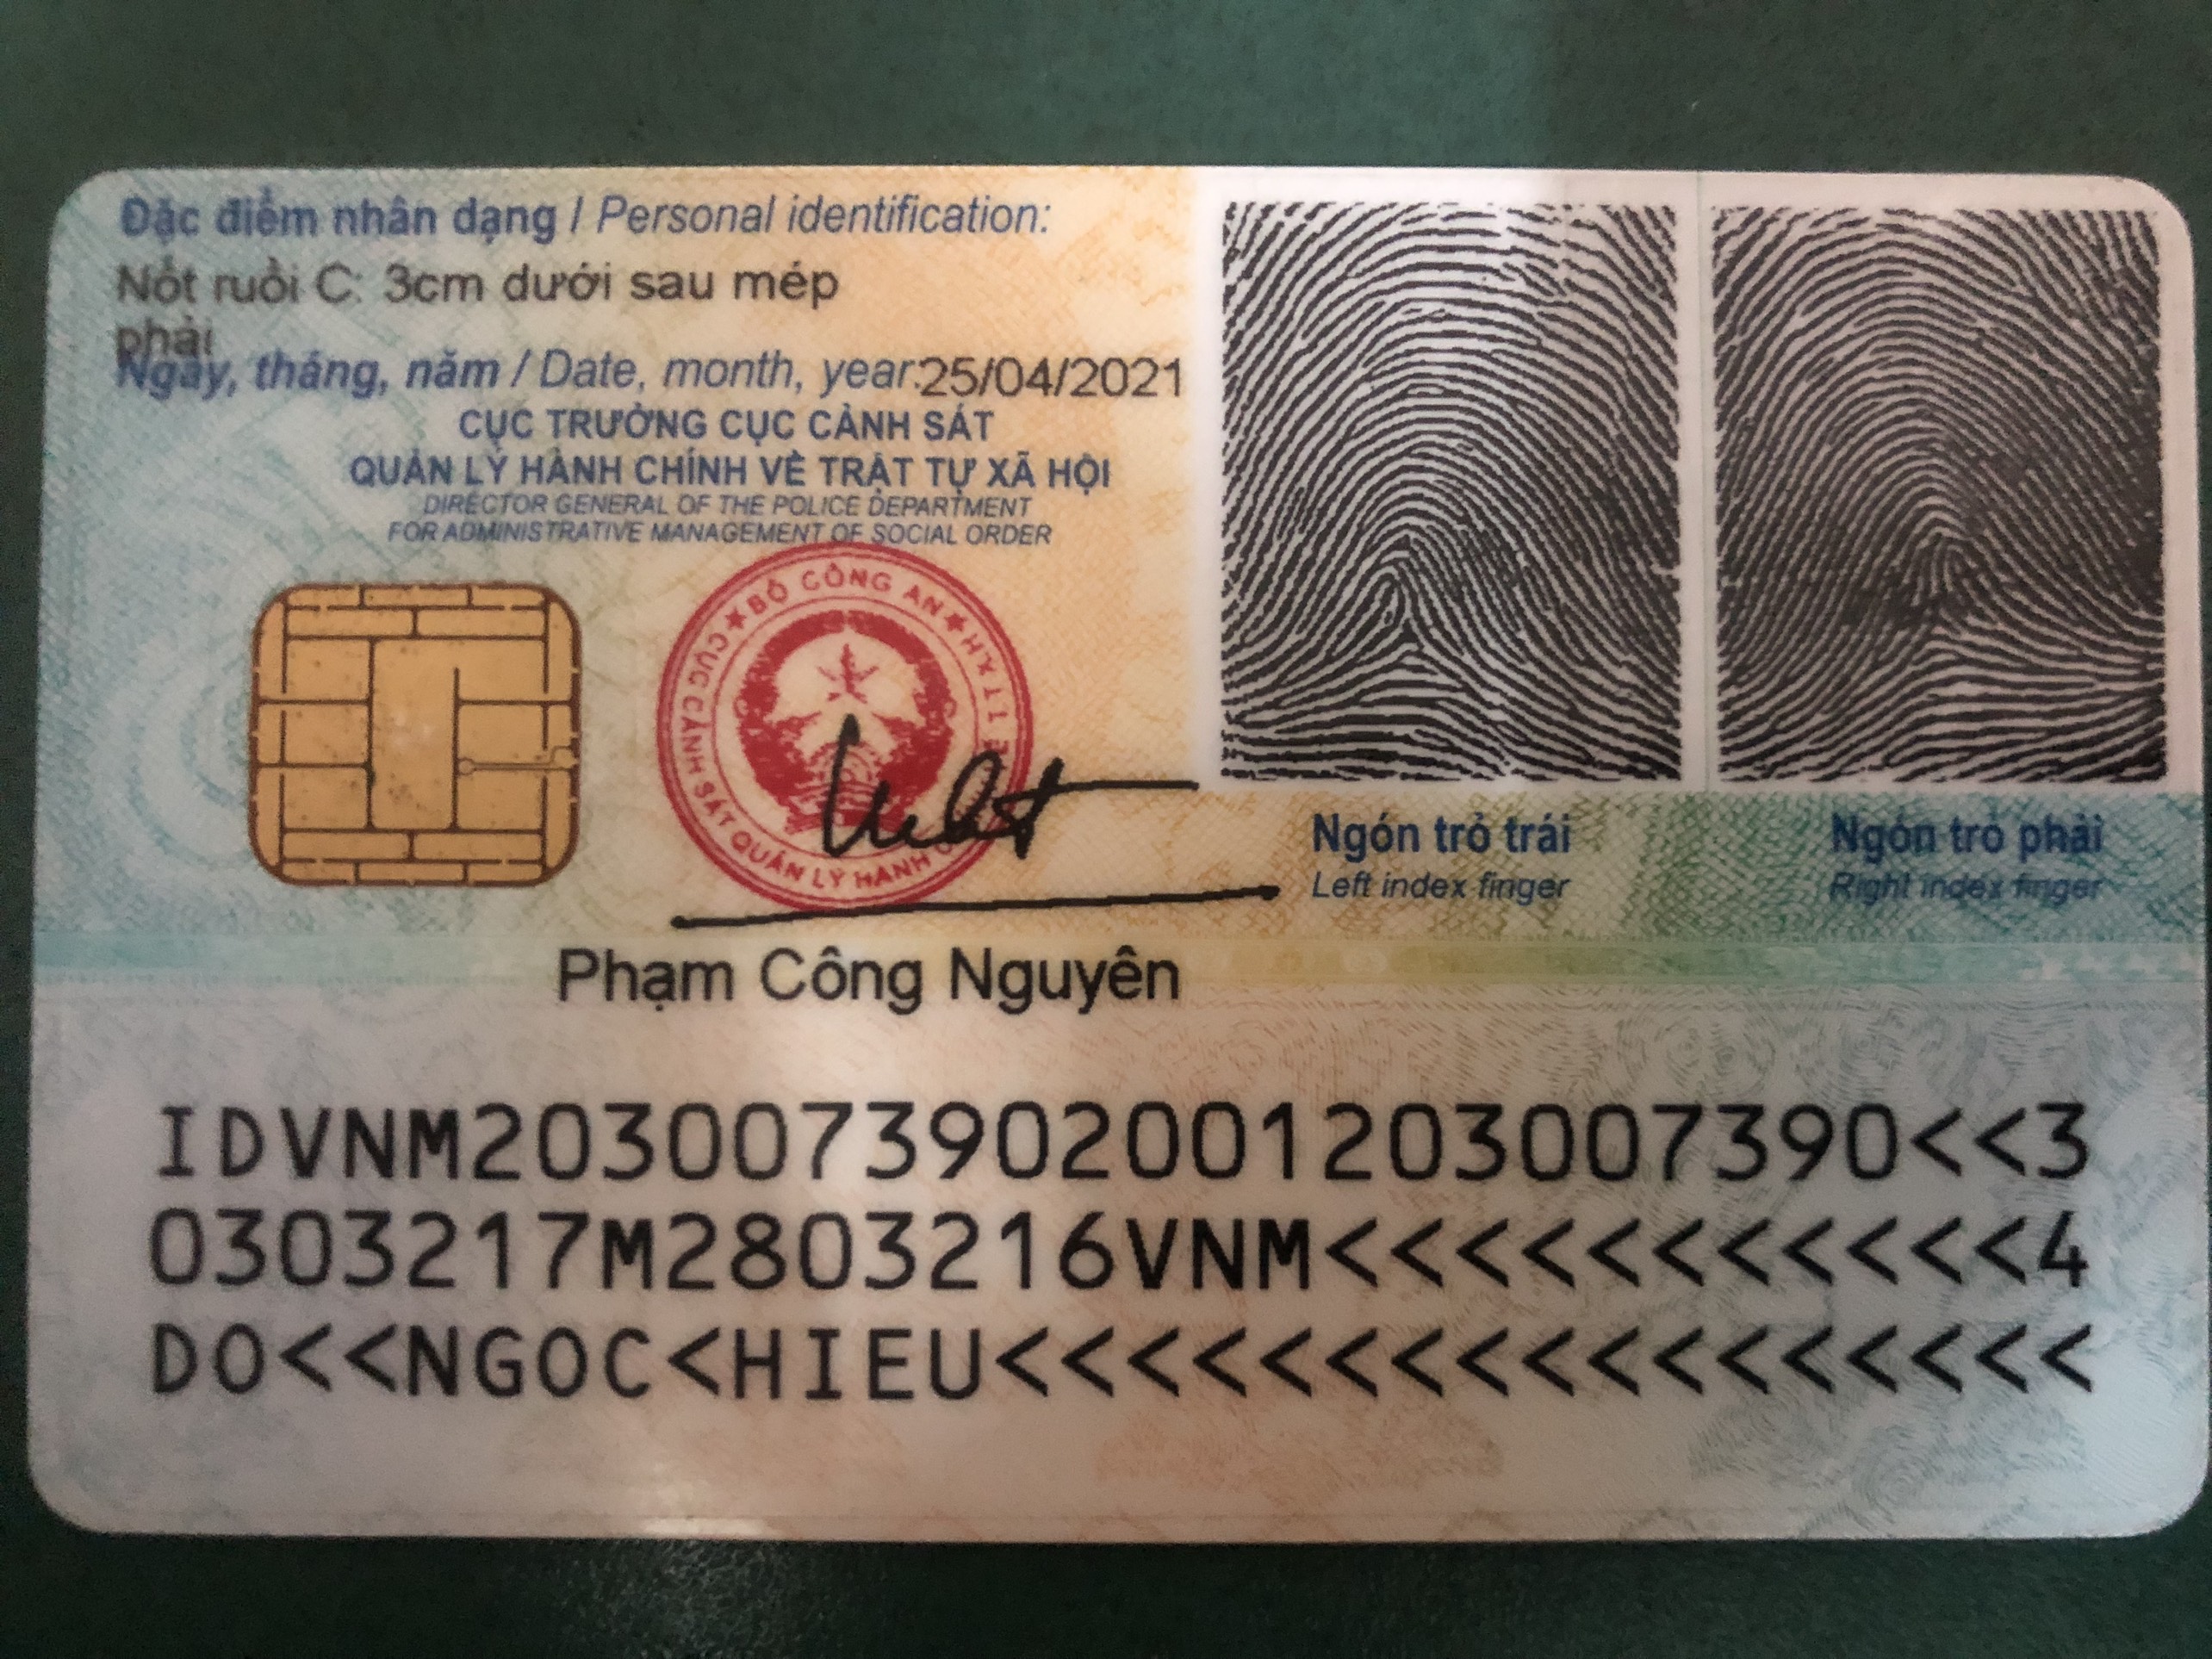 Đặc điểm nhân dạng / Personal identification:
Nốt ruồi C: 3cm dưới sau mép
phải
Ngày, tháng, năm / Date, month, year:25/04/2021
CỤC TRƯỞNG CỤC CẢNH SÁT
QUẢN LÝ HÀNH CHÍNH VỀ TRẬT TỰ XÃ HỘI
DIRECTOR GENERAL OF THE POLICE DEPARTMENT
FOR ADMINISTRATIVE MANAGEMENT OF SOCIAL ORDER
BỘ CÔNG AN
CỤC CẢNH SÁT QUẢN LÝ HÀNH
Phạm Công Nguyên
Ngón trỏ trái
Left index finger
Ngón trỏ phải
Right index finger
IDVNM2030073902001203007390<<3
0303217M2803216VNM<<<<<<<<<<<4
DO<<NGOC<HIEU<<<<<<<<<<<<<<<<<